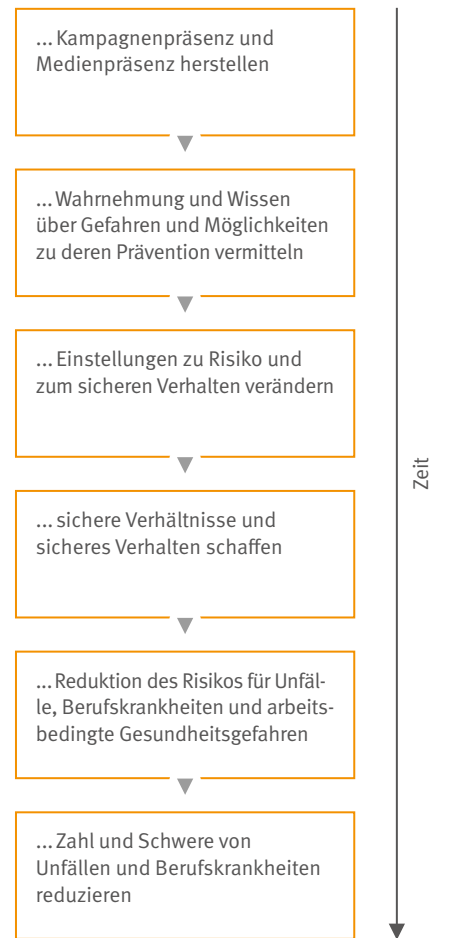 ... Kampagnenpräsenz und
Medienpräsenz herstellen
... Wahrnehmung und Wissen
über Gefahren und Möglichkeiten
zu deren Prävention vermitteln
... Einstellungen zu Risiko und
zum sicheren Verhalten verändern
... sichere Verhältnisse und
sicheres Verhalten schaffen
... Reduktion des Risikos für Unfäl-
le, Berufskrankheiten und arbeits-
bedingte Gesundheitsgefahren
... Zahl und Schwere von
Unfällen und Berufskrankheiten
reduzieren
Zeit